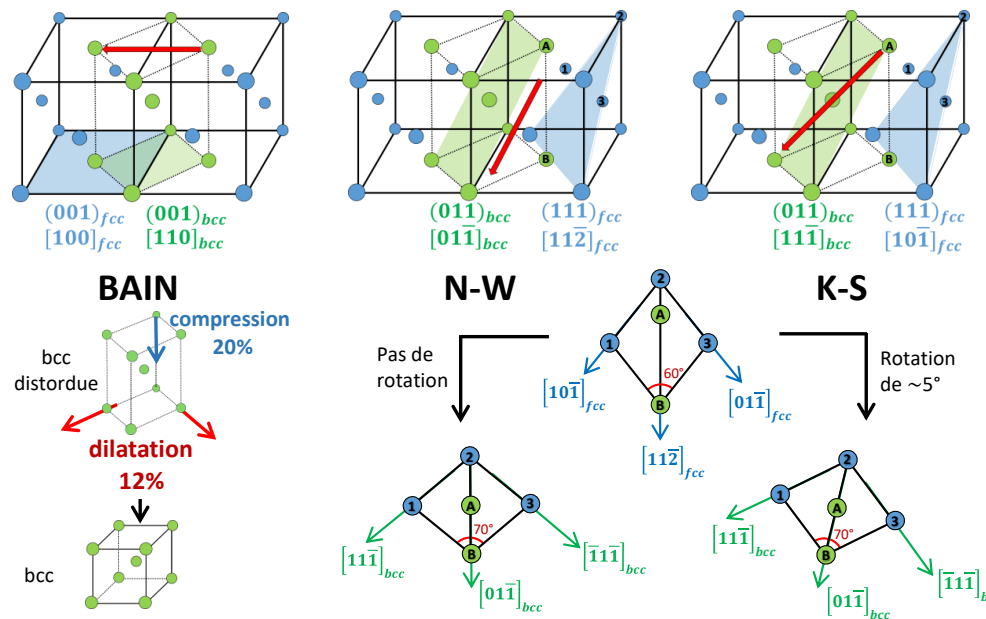 2 2
A A
1 1
3 3
B B
(001)fcc (001)bcc (011)bcc (111)fcc (011)bcc (111)fcc
[100]fcc [110]bcc [011̄]bcc [112̄]fcc [111̄]bcc [101̄]fcc
BAIN N-W K-S
2
compression
20%
A
bcc
distordue
Pas de
rotation
1 3
Rotation
de ~5°
60°
[101̄]fcc [011̄]fcc
B
dilatation
12%
[112̄]fcc
2 2
1 A 3 1 A 3
70° 70°
B B
[111̄]bcc [1̄11̄]bcc [111̄]bcc [1̄11̄]b
[011̄]bcc [011̄]bcc
bcc